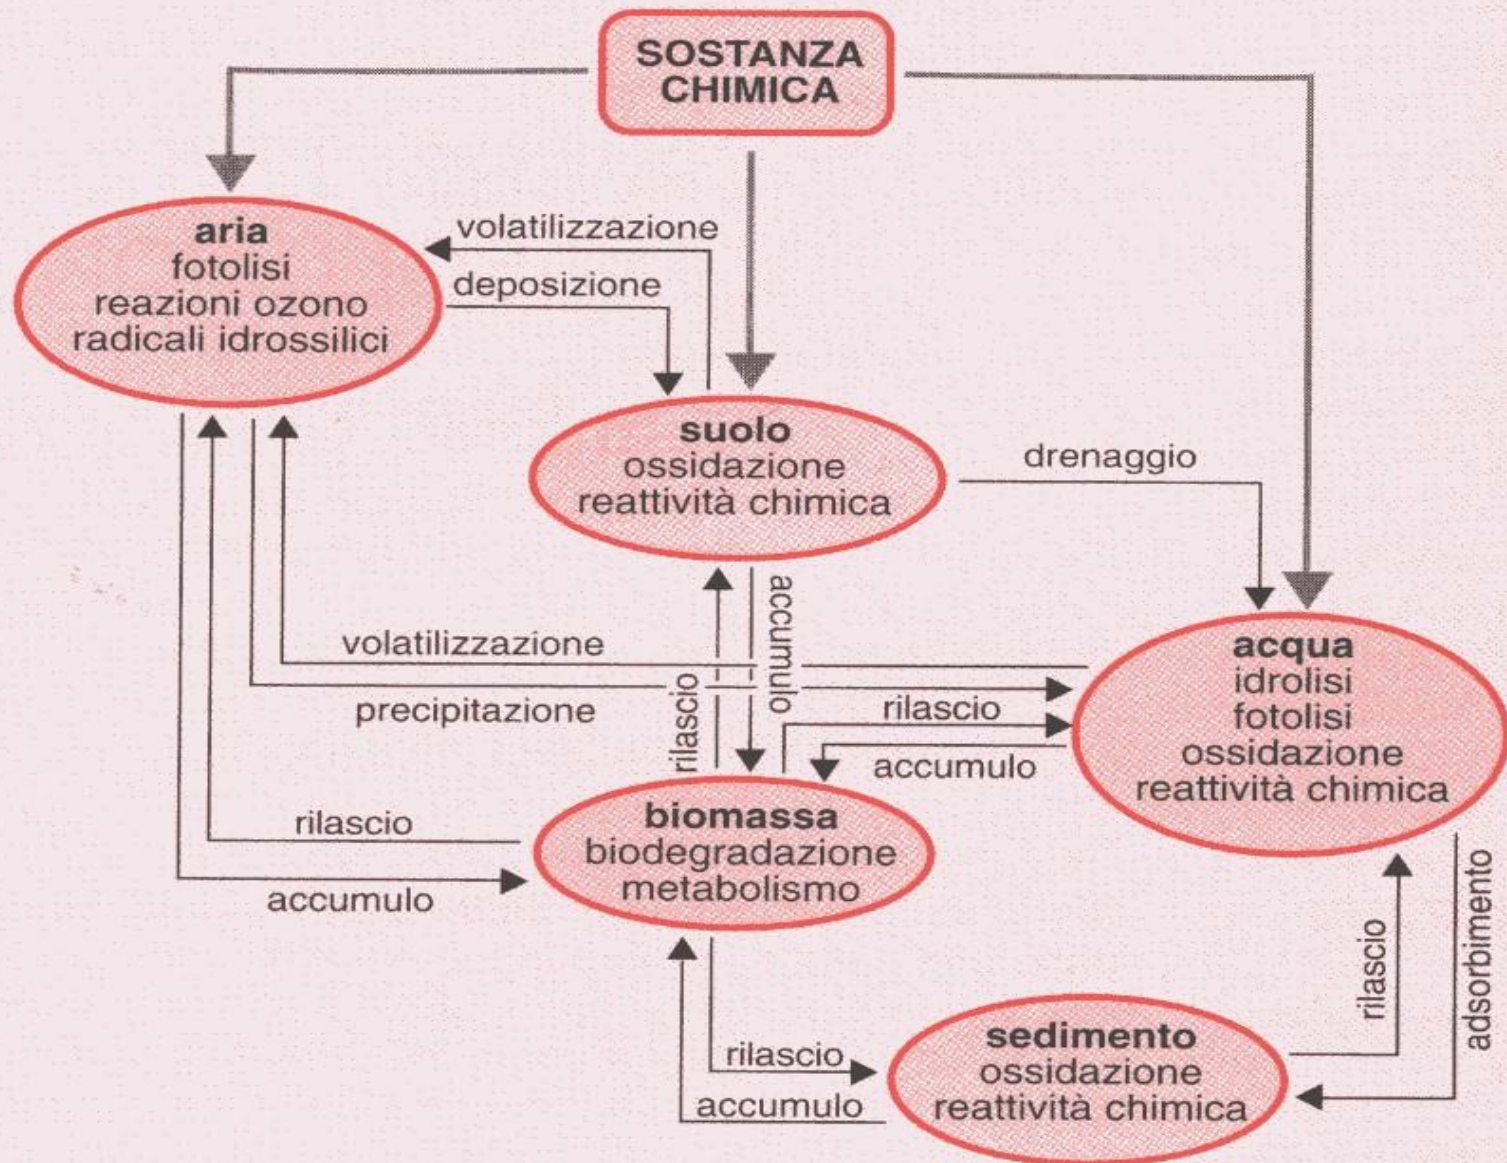 SOSTANZA
CHIMICA
aria
fotolisi
reazioni ozono
radicali idrossilici
volatilizzazione
deposizione
suolo
ossidazione
reattività chimica
drenaggio
accumulo
rilascio
volatilizzazione
precipitazione
acqua
idrolisi
fotolisi
ossidazione
reattività chimica
rilascio
accumulo
biomassa
biodegradazione
metabolismo
rilascio
accumulo
rilascio
adsorbimento
sedimento
ossidazione
reattività chimica
rilascio
accumulo